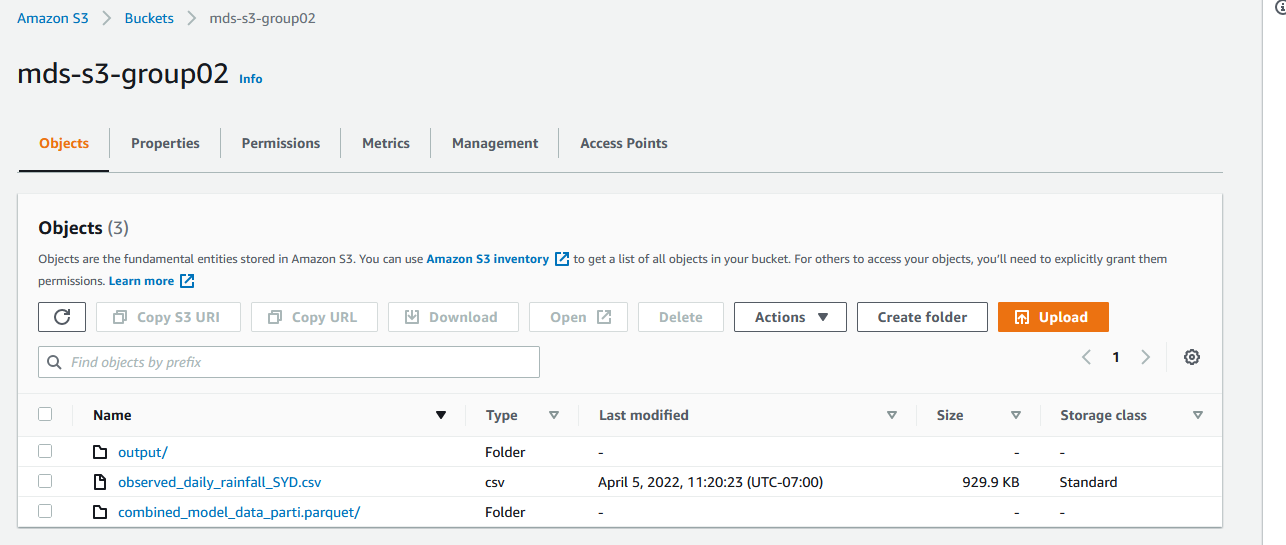 Amazon S3 > Buckets > mds-s3-group02
mds-s3-group02 Info
Objects Properties Permissions Metrics Management Access Points
Objects (3)
Objects are the fundamental entities stored in Amazon S3. You can use Amazon S3 inventory to get a list of all objects in your bucket. For others to access your objects, you'll need to explicitly grant them
permissions. Learn more
Copy S3 URI Copy URL Download Open Delete Actions Create folder Upload
Find objects by prefix 1
Name Type Last modified Size Storage class
output/ Folder - - -
observed_daily_rainfall_SYD.csv csv April 5, 2022, 11:20:23 (UTC-07:00) 929.9 KB Standard
combined_model_data_parti.parquet/ Folder - - -